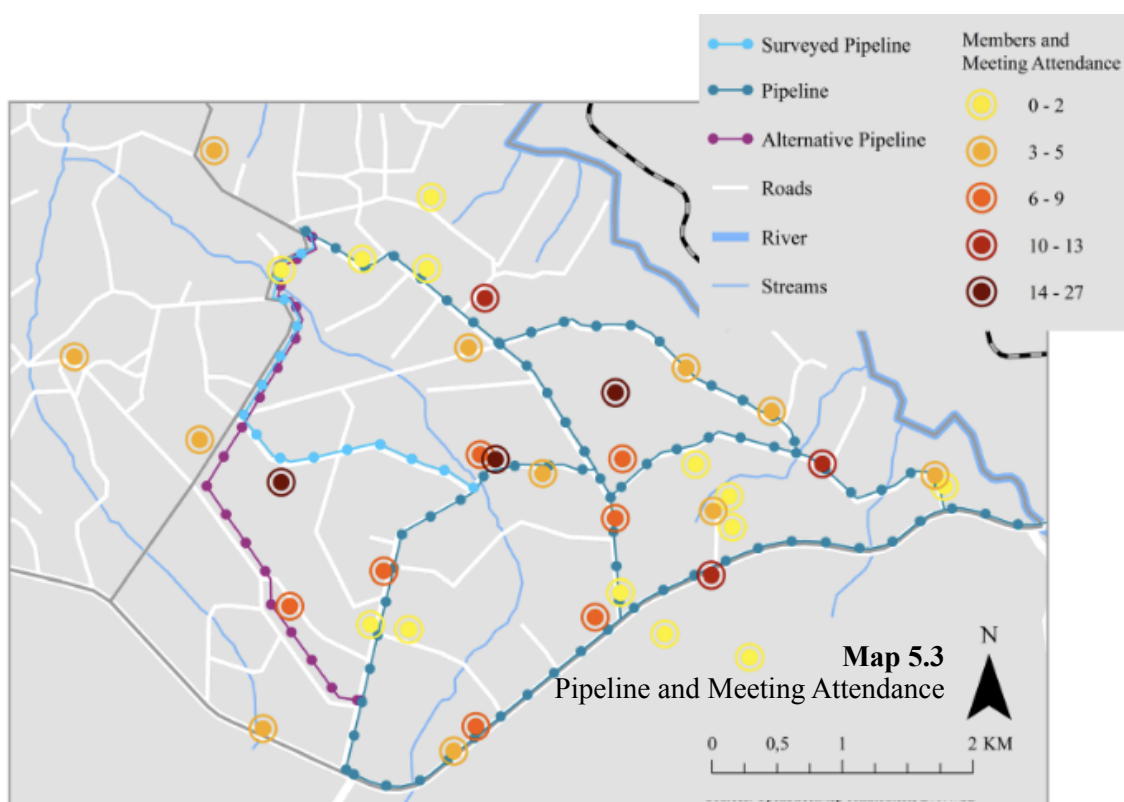 Surveyed Pipeline
Pipeline
Alternative Pipeline
Roads
River
Streams
Members and
Meeting Attendance
0 - 2
3 - 5
6 - 9
10 - 13
14 - 27
Map 5.3
Pipeline and Meeting Attendance
N
0 0,5 1 2 KM